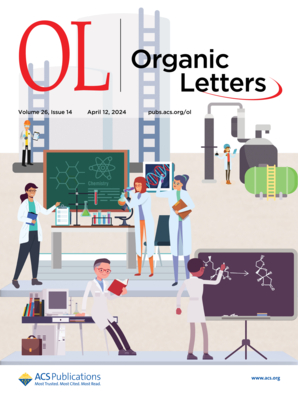 OL
Organic
Letters
Volume 26, Issue 14 April 12, 2024 pubs.acs.org/ol
Chemistry
ACS Publications
Most Trusted. Most Cited. Most Read.
www.acs.org